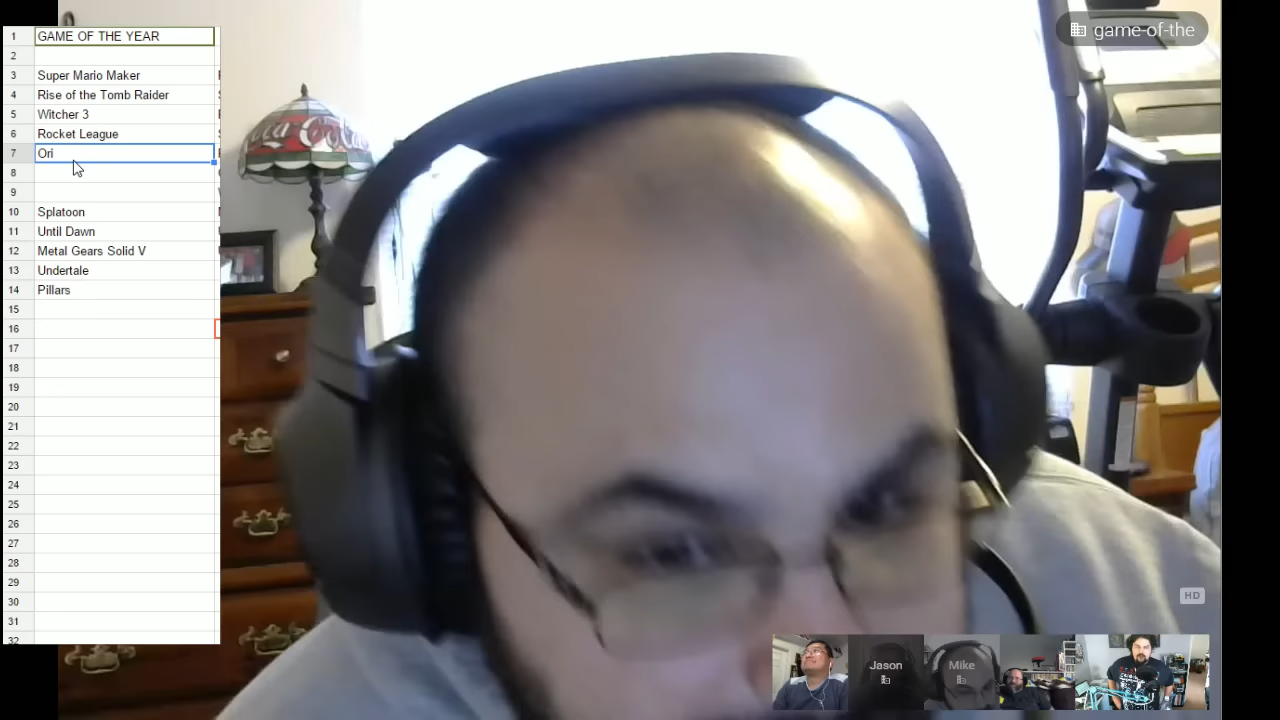 game-of-the
1 GAME OF THE YEAR
2
3 Super Mario Maker
4 Rise of the Tomb Raider
5 Witcher 3
6 Rocket League
7 Ori
8
9
10 Splatoon
11 Until Dawn
12 Metal Gears Solid V
13 Undertale
14 Pillars
15
16
17
18
19
20
21
22
23
24
25
26
27
28
29
30
31
32
Coca Cola
HD
Jason
Mike